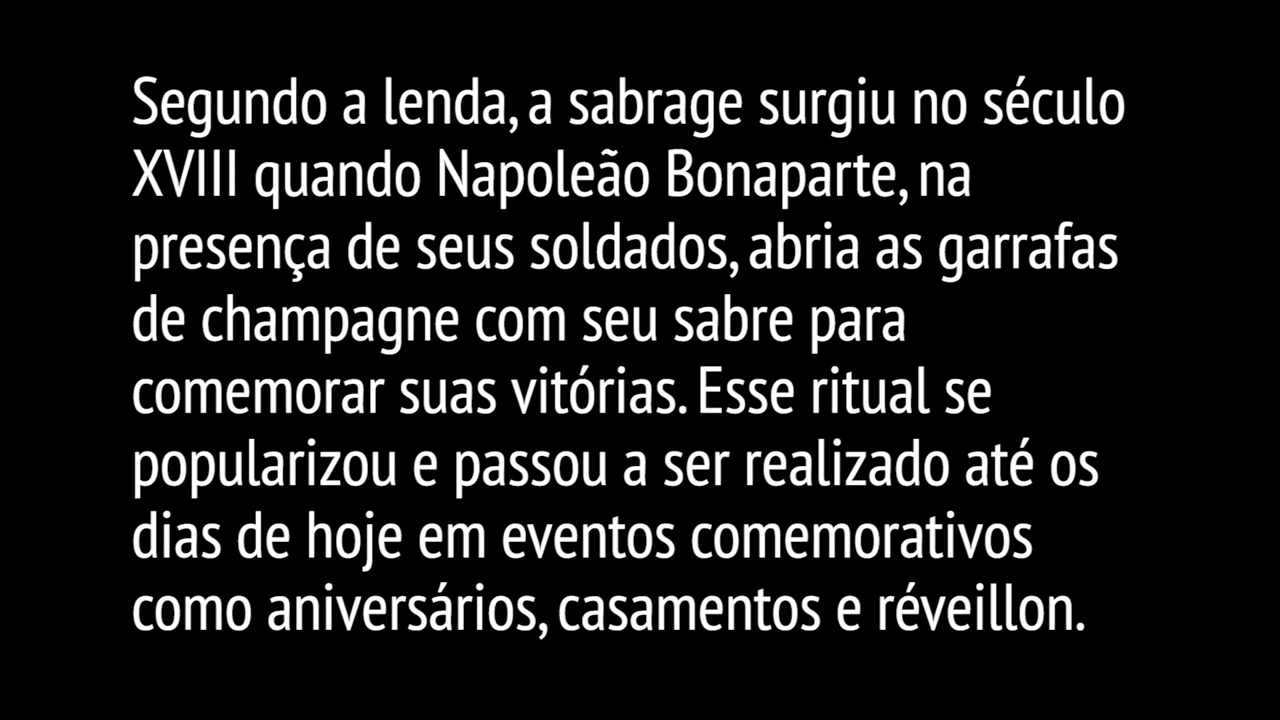 Segundo a lenda, a sabrage surgiu no século
XVIII quando Napoleão Bonaparte, na
presença de seus soldados, abria as garrafas
de champagne com seu sabre para
comemorar suas vitórias. Esse ritual se
popularizou e passou a ser realizado até os
dias de hoje em eventos comemorativos
como aniversários, casamentos e réveillon.